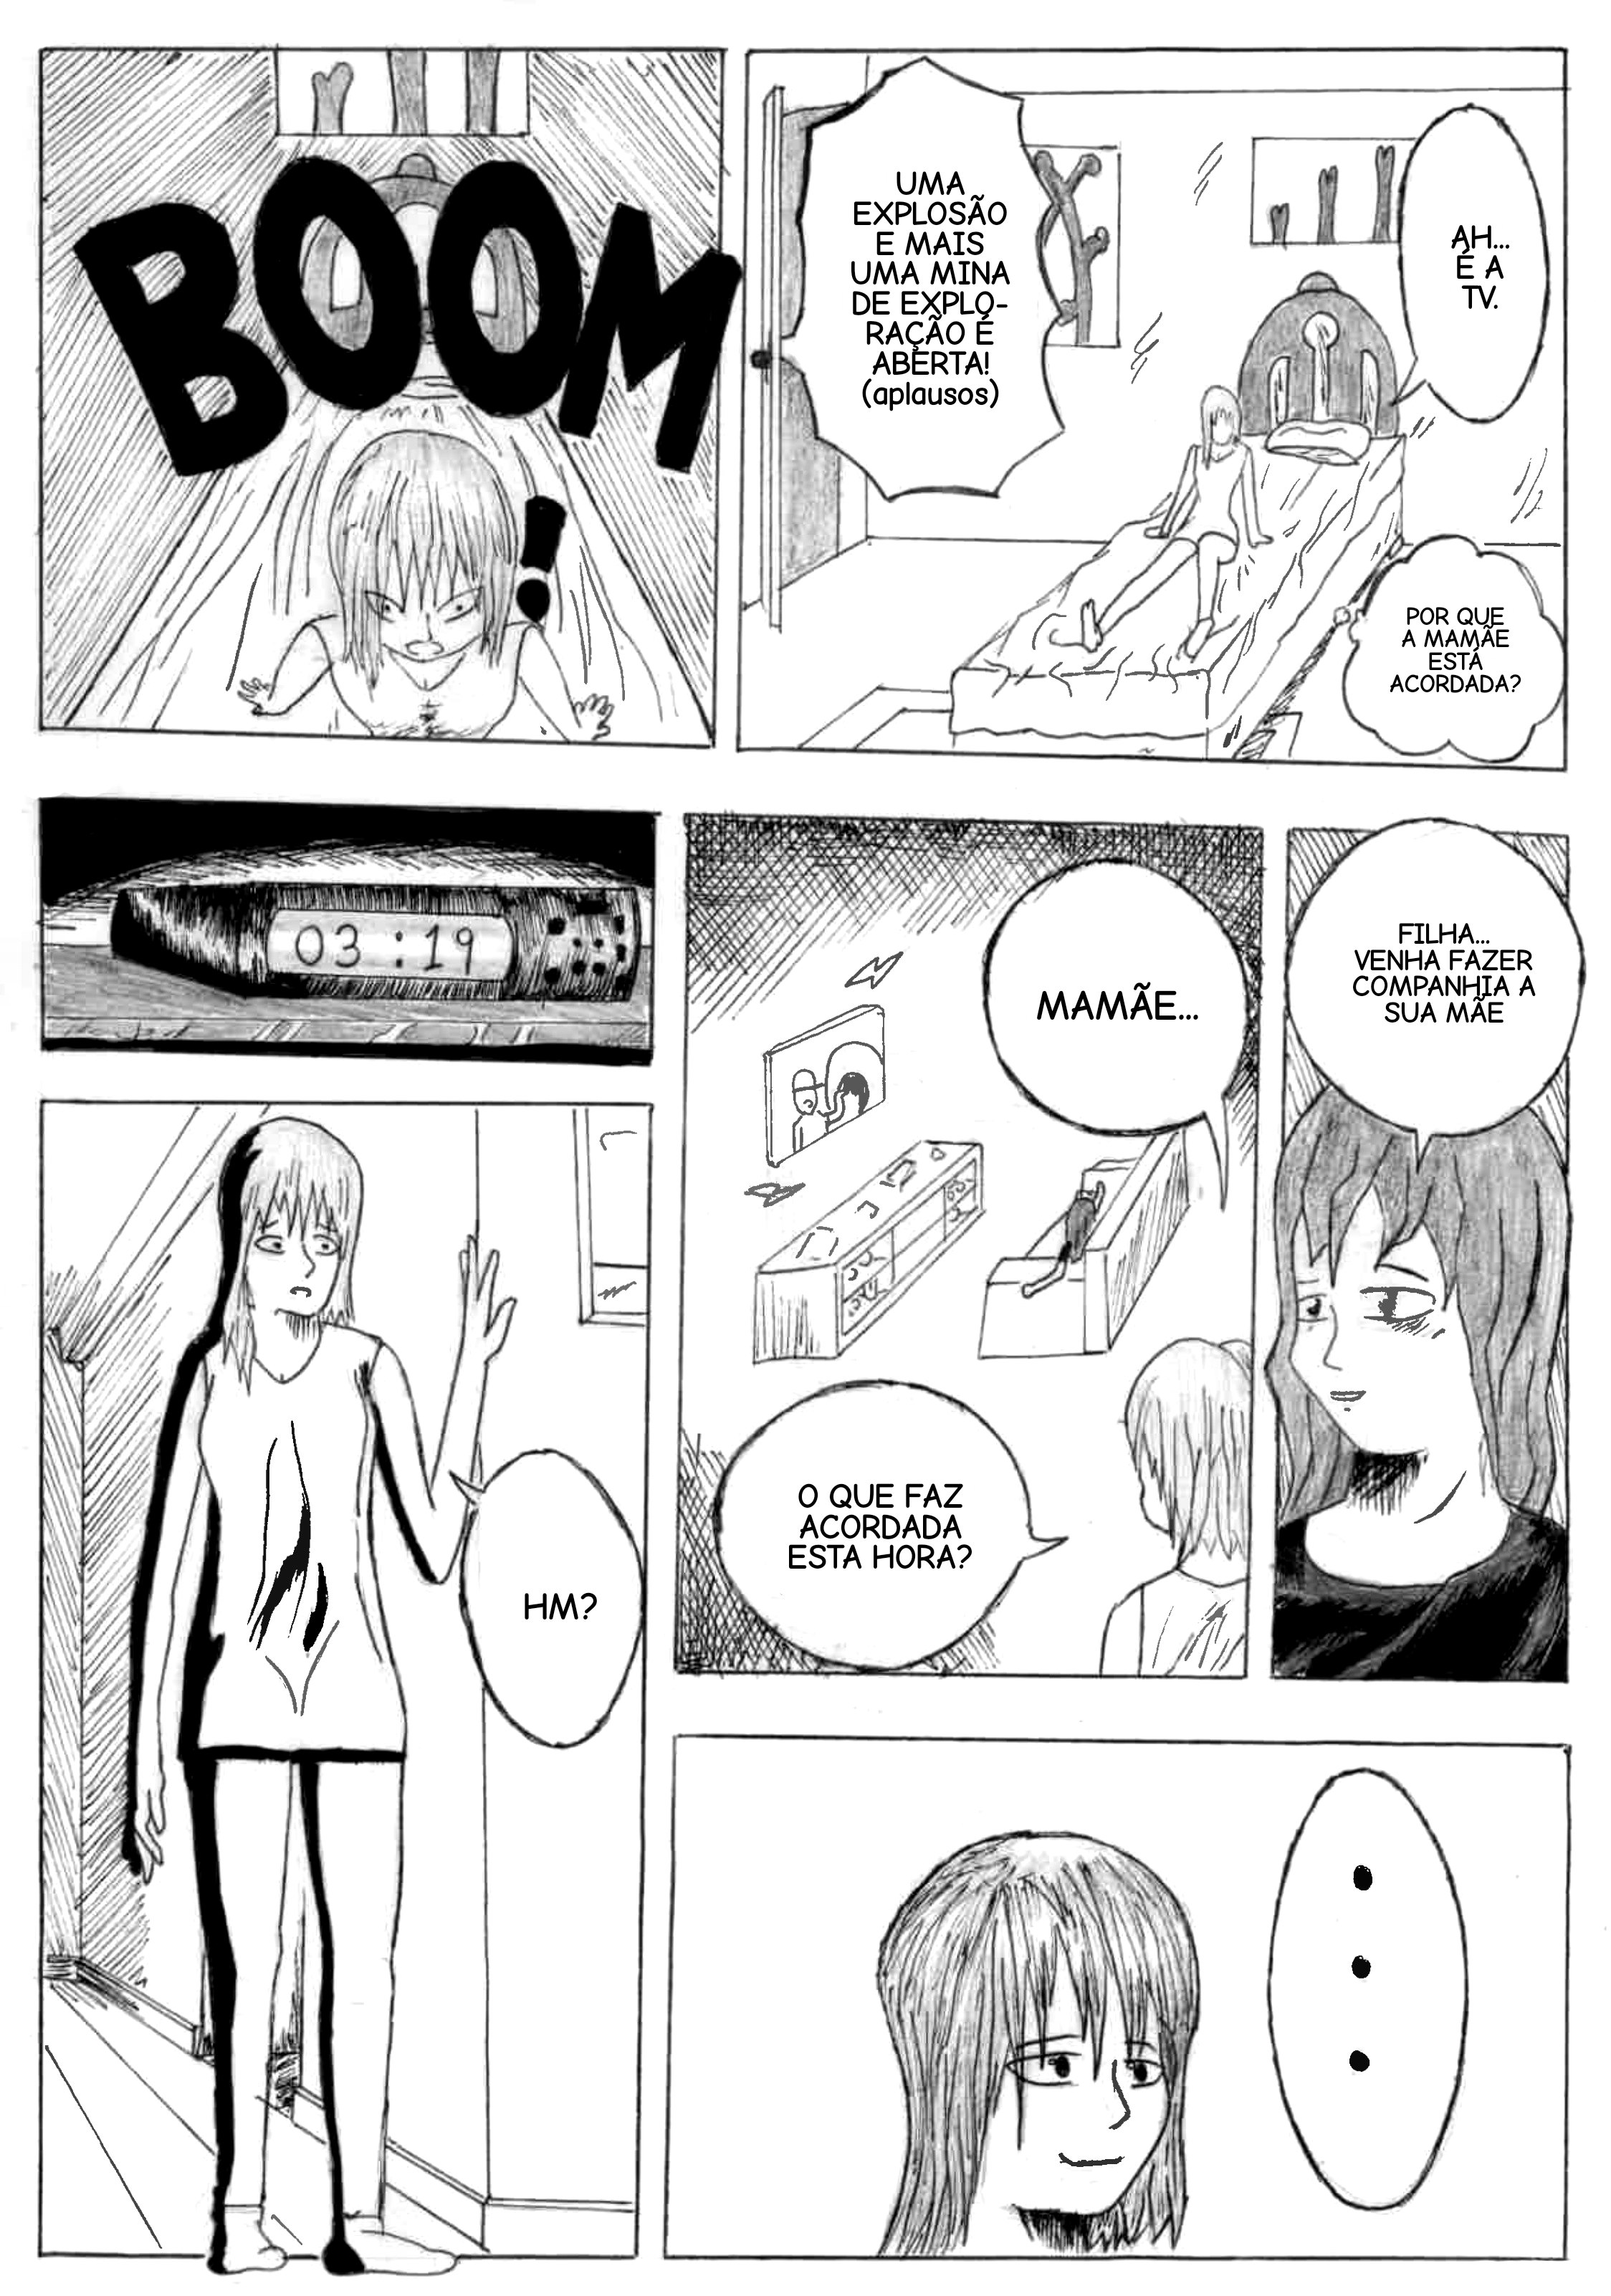 BOOM
!
UMA
EXPLOSÃO
E MAIS
UMA MINA
DE EXPLO-
RAÇÃO É
ABERTA!
(aplausos)
AH...
É A
TV.
POR QUE
A MAMÃE
ESTÁ
ACORDADA?
03:19
HM?
MAMÃE...
O QUE FAZ
ACORDADA
ESTA HORA?
FILHA...
VENHA FAZER
COMPANHIA A
SUA MÃE
...